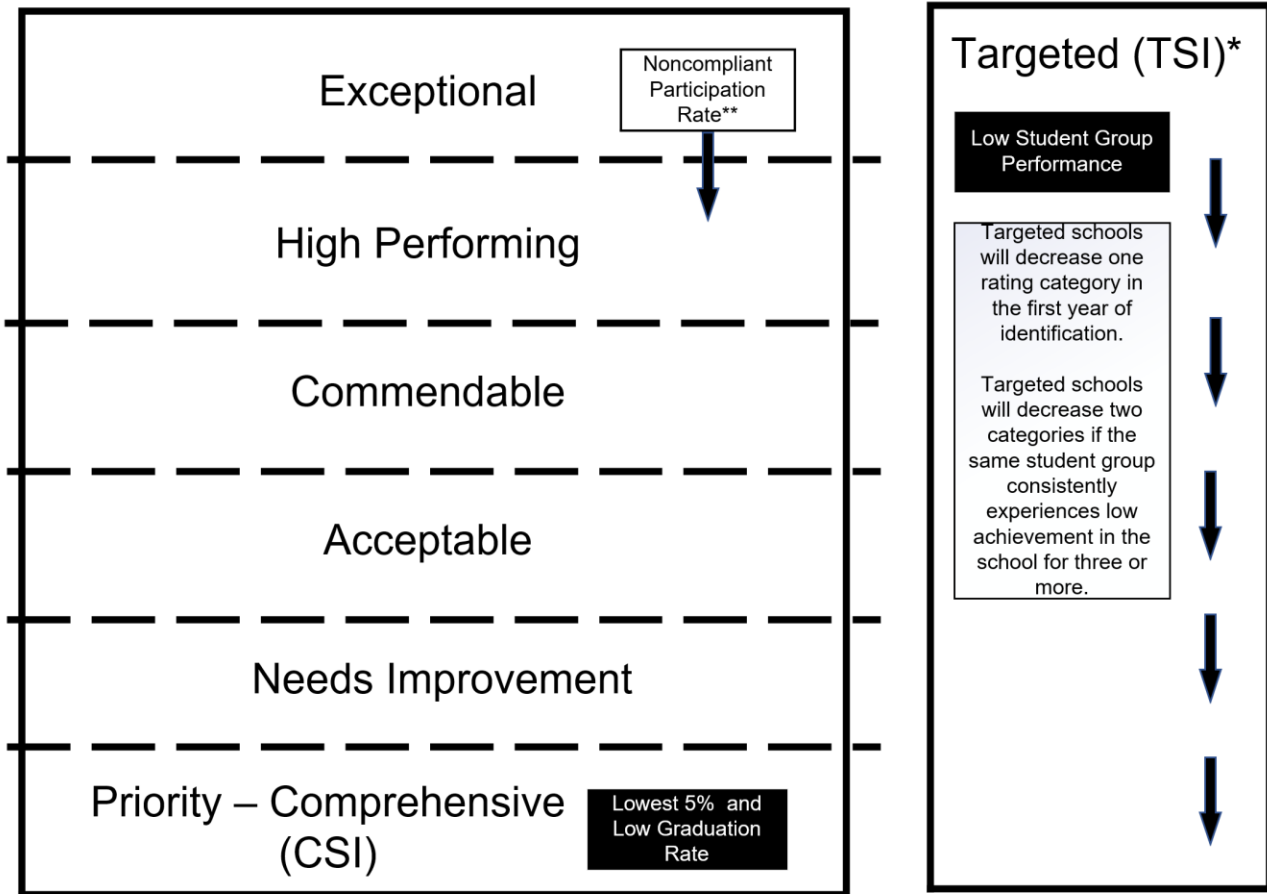 Exceptional
Noncompliant
Participation
Rate**
High Performing
Commendable
Acceptable
Needs Improvement
Priority – Comprehensive
(CSI)
Lowest 5% and
Low Graduation
Rate
Targeted (TSI)*
Low Student Group
Performance
Targeted schools
will decrease one
rating category in
the first year of
identification.
Targeted schools
will decrease two
categories if the
same student group
consistently
experiences low
achievement in the
school for three or
more.